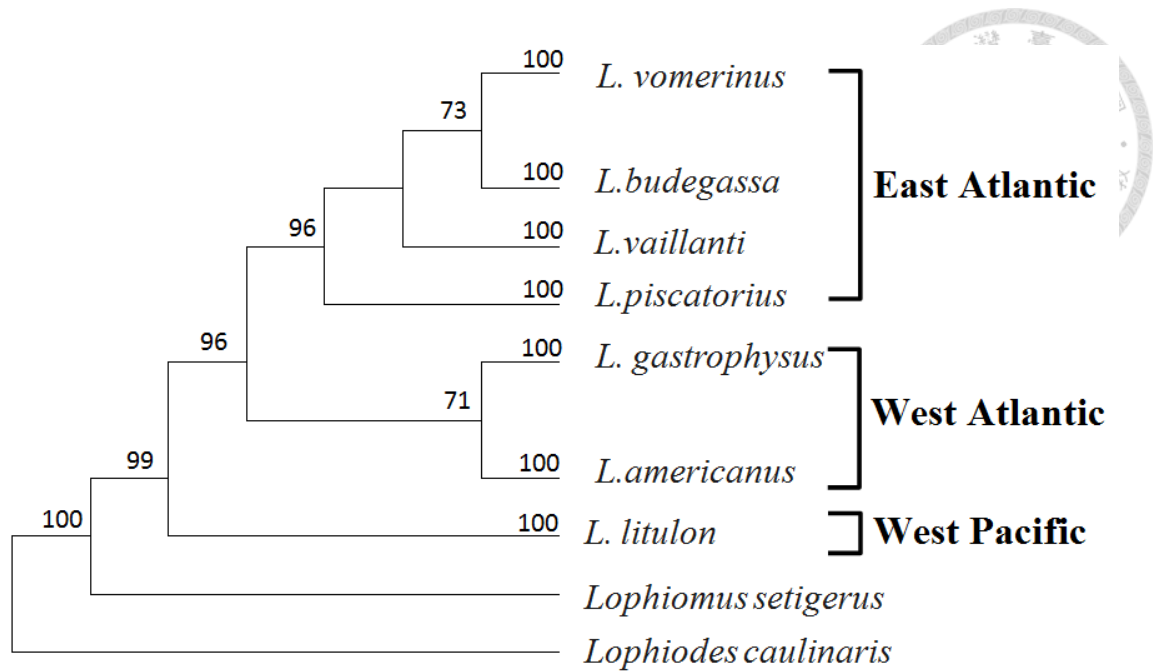 100
L. vomerinus
73
100
L.budegassa
East Atlantic
100
L.vaillanti
96
100
L.piscatorius
96
100
L. gastrophysus
71
West Atlantic
100
L.americanus
99
100
L. litulon
West Pacific
100
Lophiomus setigerus
Lophiodes caulinaris